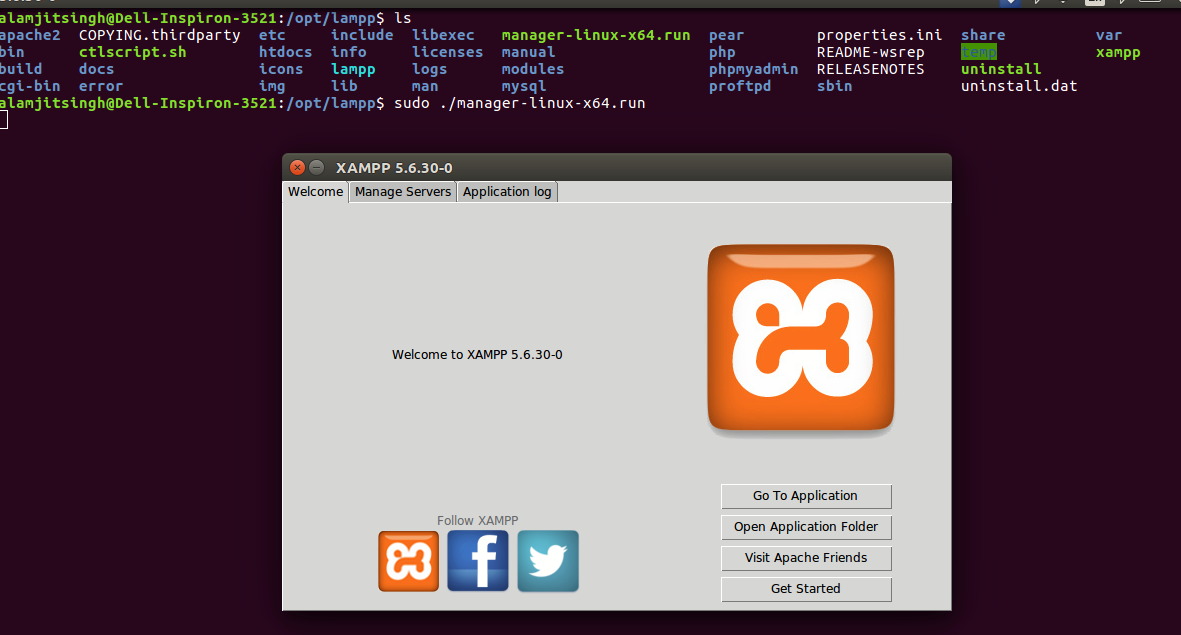 alamjitsingh@Dell-Inspiron-3521:/opt/lampp$ ls
apache2 COPYING.thirdparty etc include libexec manager-linux-x64.run pear properties.ini share var
bin ctlscript.sh htdocs info licenses manual php README-wsrep temp xampp
build docs icons lampp logs modules phpmyadmin RELEASENOTES uninstall
cgi-bin error img lib man mysql proftpd sbin uninstall.dat
alamjitsingh@Dell-Inspiron-3521:/opt/lampp$ sudo ./manager-linux-x64.run
XAMPP 5.6.30-0
Welcome Manage Servers Application log
Welcome to XAMPP 5.6.30-0
Go To Application
Open Application Folder
Visit Apache Friends
Get Started
Follow XAMPP